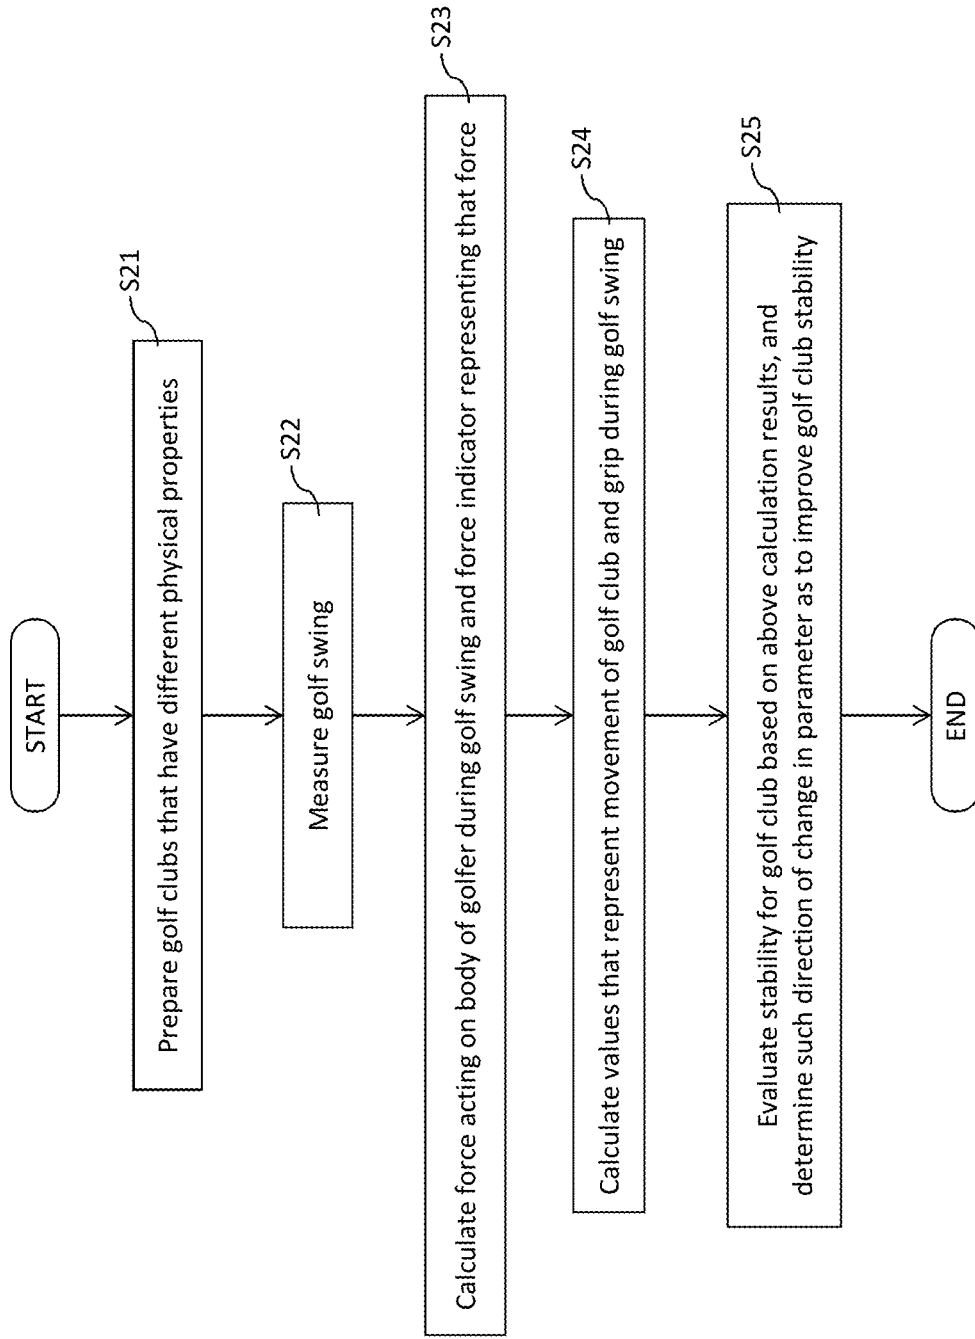 START
S21
Prepare golf clubs that have different physical properties
S22
Measure golf swing
S23
Calculate force acting on body of golfer during golf swing and force indicator representing that force
S24
Calculate values that represent movement of golf club and grip during golf swing
S25
Evaluate stability for golf club based on above calculation results, and
determine such direction of change in parameter as to improve golf club stability
END